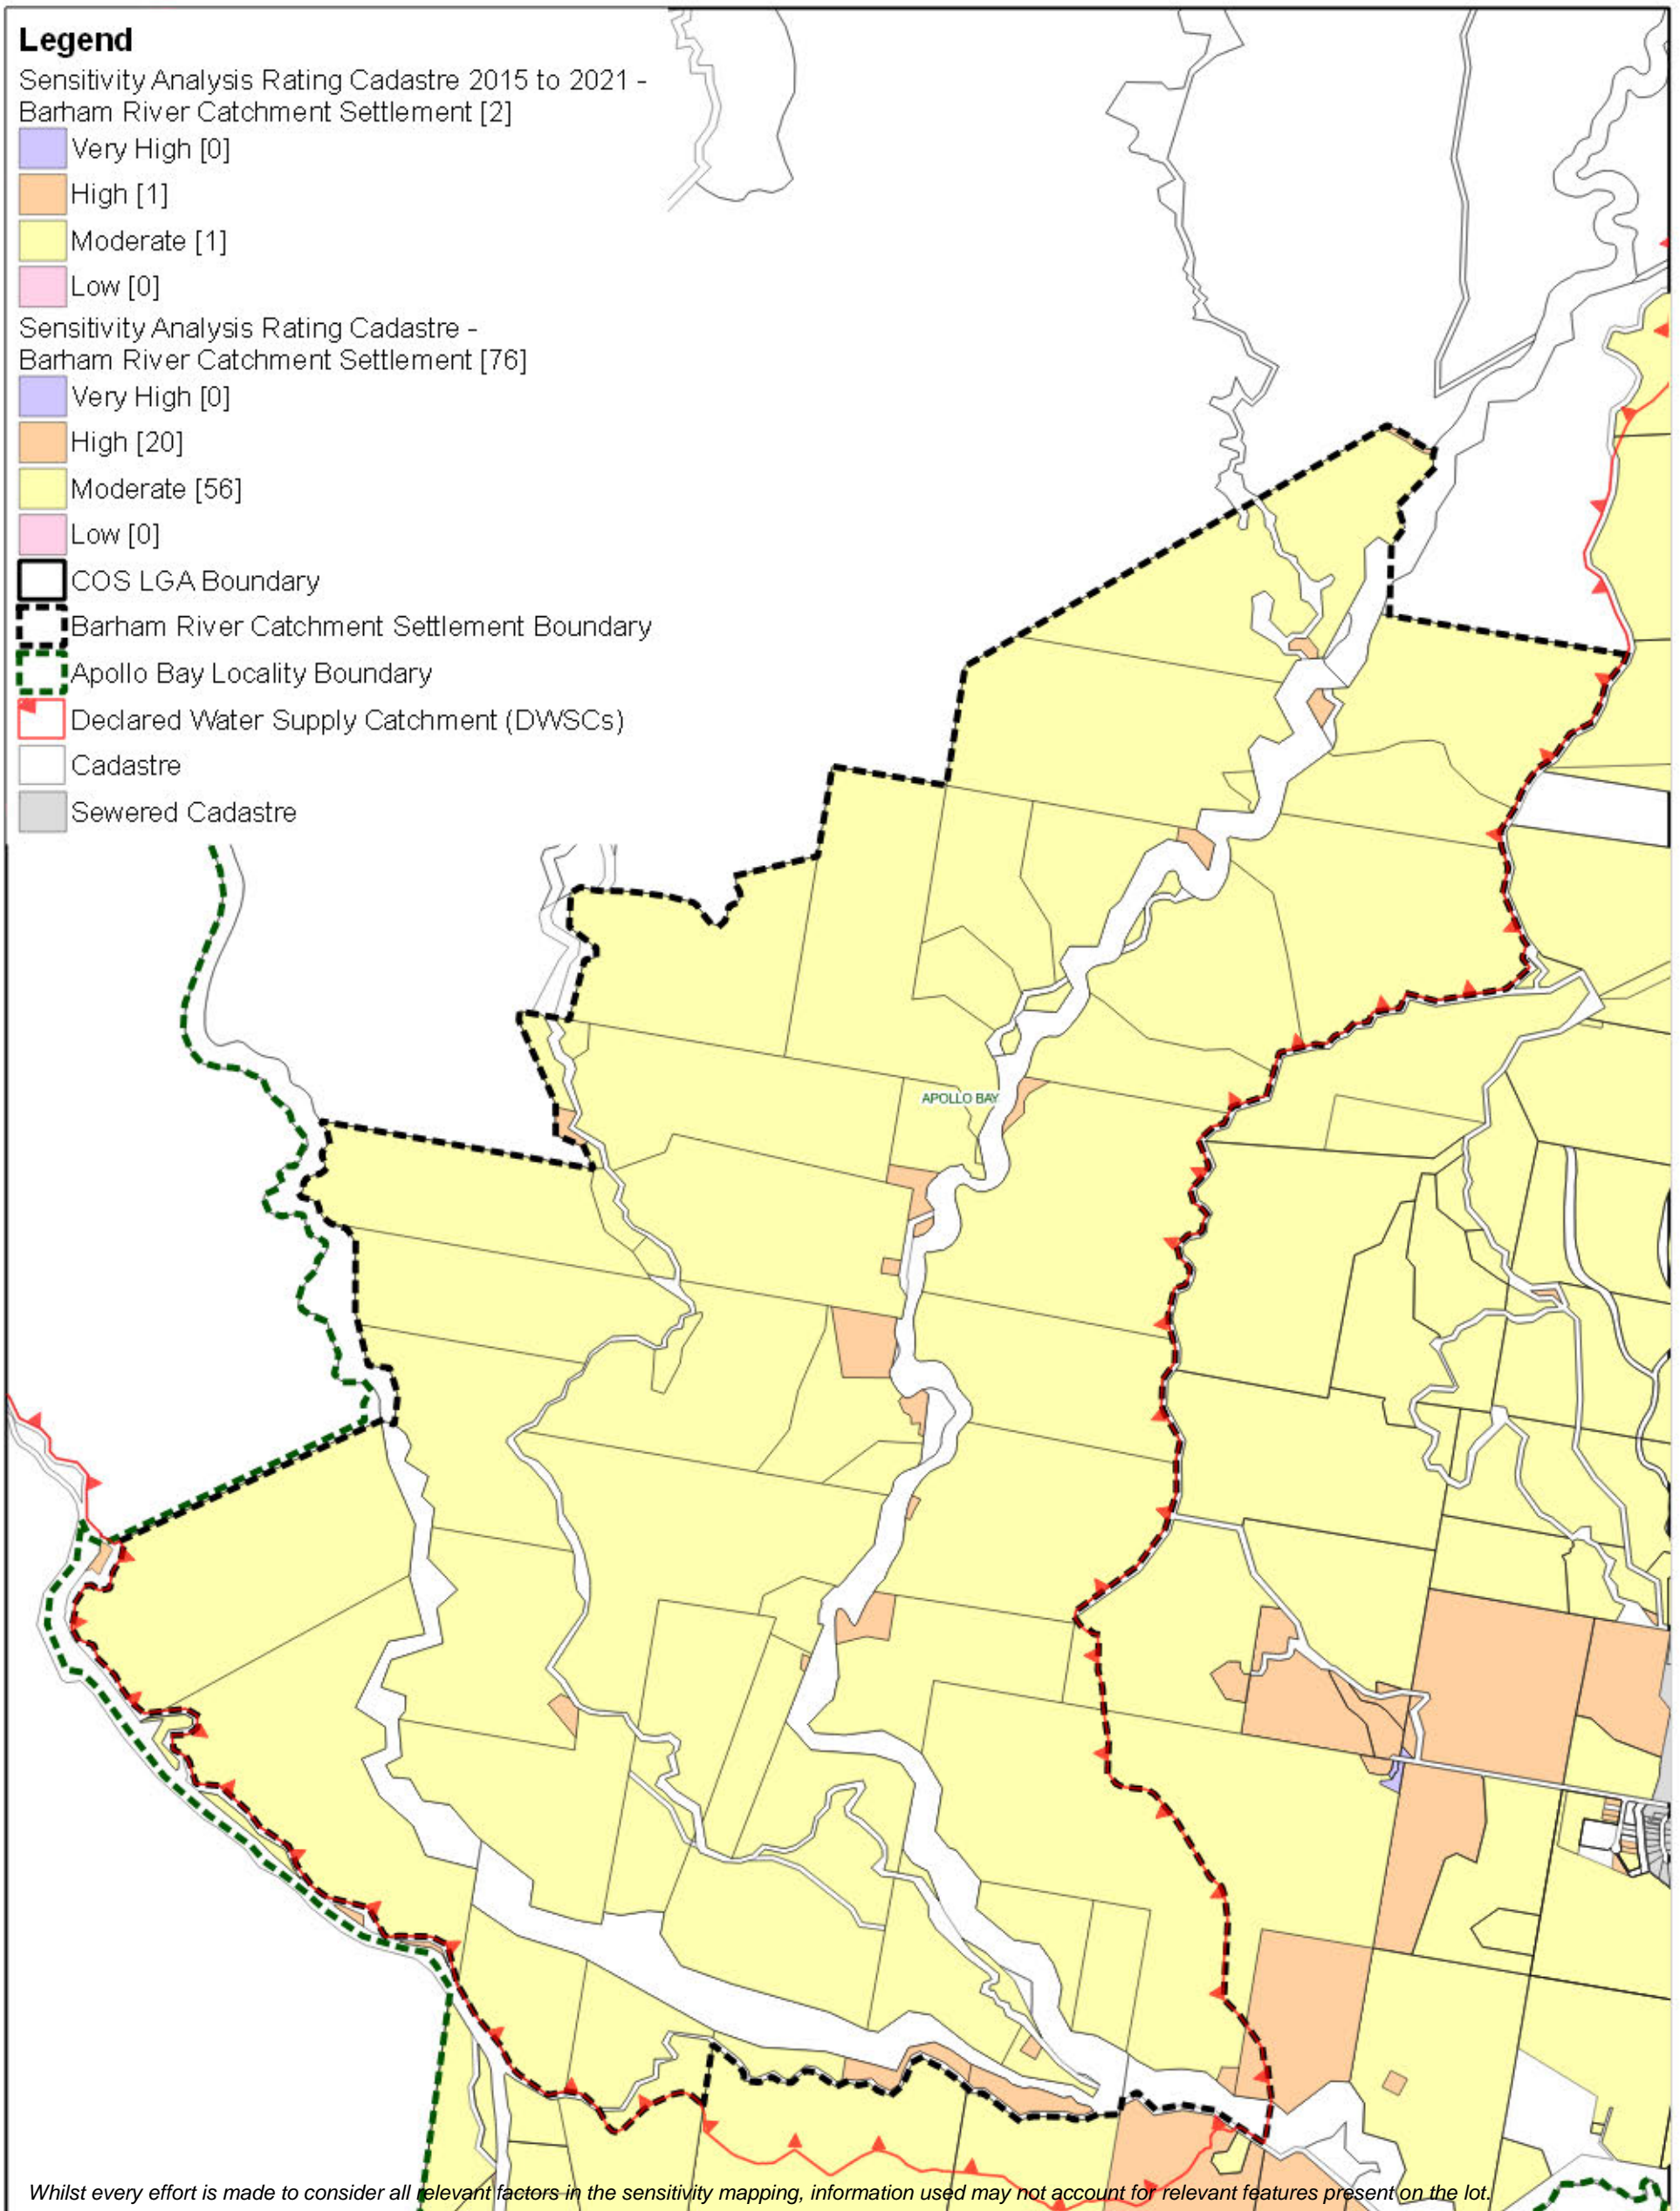 Legend
Sensitivity Analysis Rating Cadastre 2015 to 2021 -
Barham River Catchment Settlement [2]
Very High [0]
High [1]
Moderate [1]
Low [0]
Sensitivity Analysis Rating Cadastre -
Barham River Catchment Settlement [76]
Very High [0]
High [20]
Moderate [56]
Low [0]
COS LGA Boundary
Barham River Catchment Settlement Boundary
Apollo Bay Locality Boundary
Declared Water Supply Catchment (DWSCs)
Cadastre
Sewered Cadastre
APOLLO BAY
Whilst every effort is made to consider all relevant factors in the sensitivity mapping, information used may not account for relevant features present on the lot.